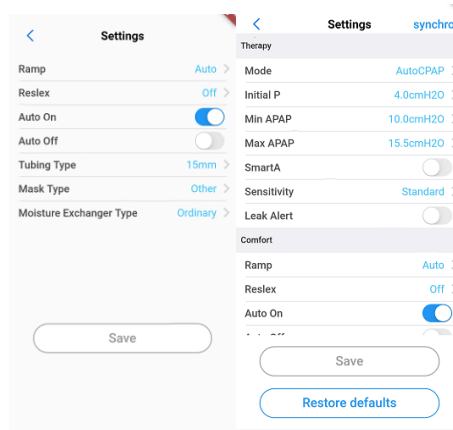 Settings
Ramp Auto
Reslex Off
Auto On
Auto Off
Tubing Type 15mm
Mask Type Other
Moisture Exchanger Type Ordinary
Save
Settings synchro
Therapy
Mode AutoCPAP
Initial P 4.0cmH2O
Min APAP 10.0cmH2O
Max APAP 15.5cmH2O
SmartA
Sensitivity Standard
Leak Alert
Comfort
Ramp Auto
Reslex Off
Auto On
Save
Restore defaults